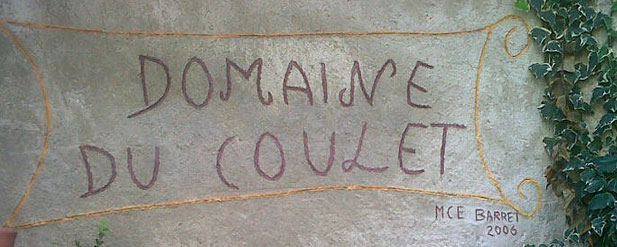 DOMAINE
DU COULET
MCE BARRET
2006